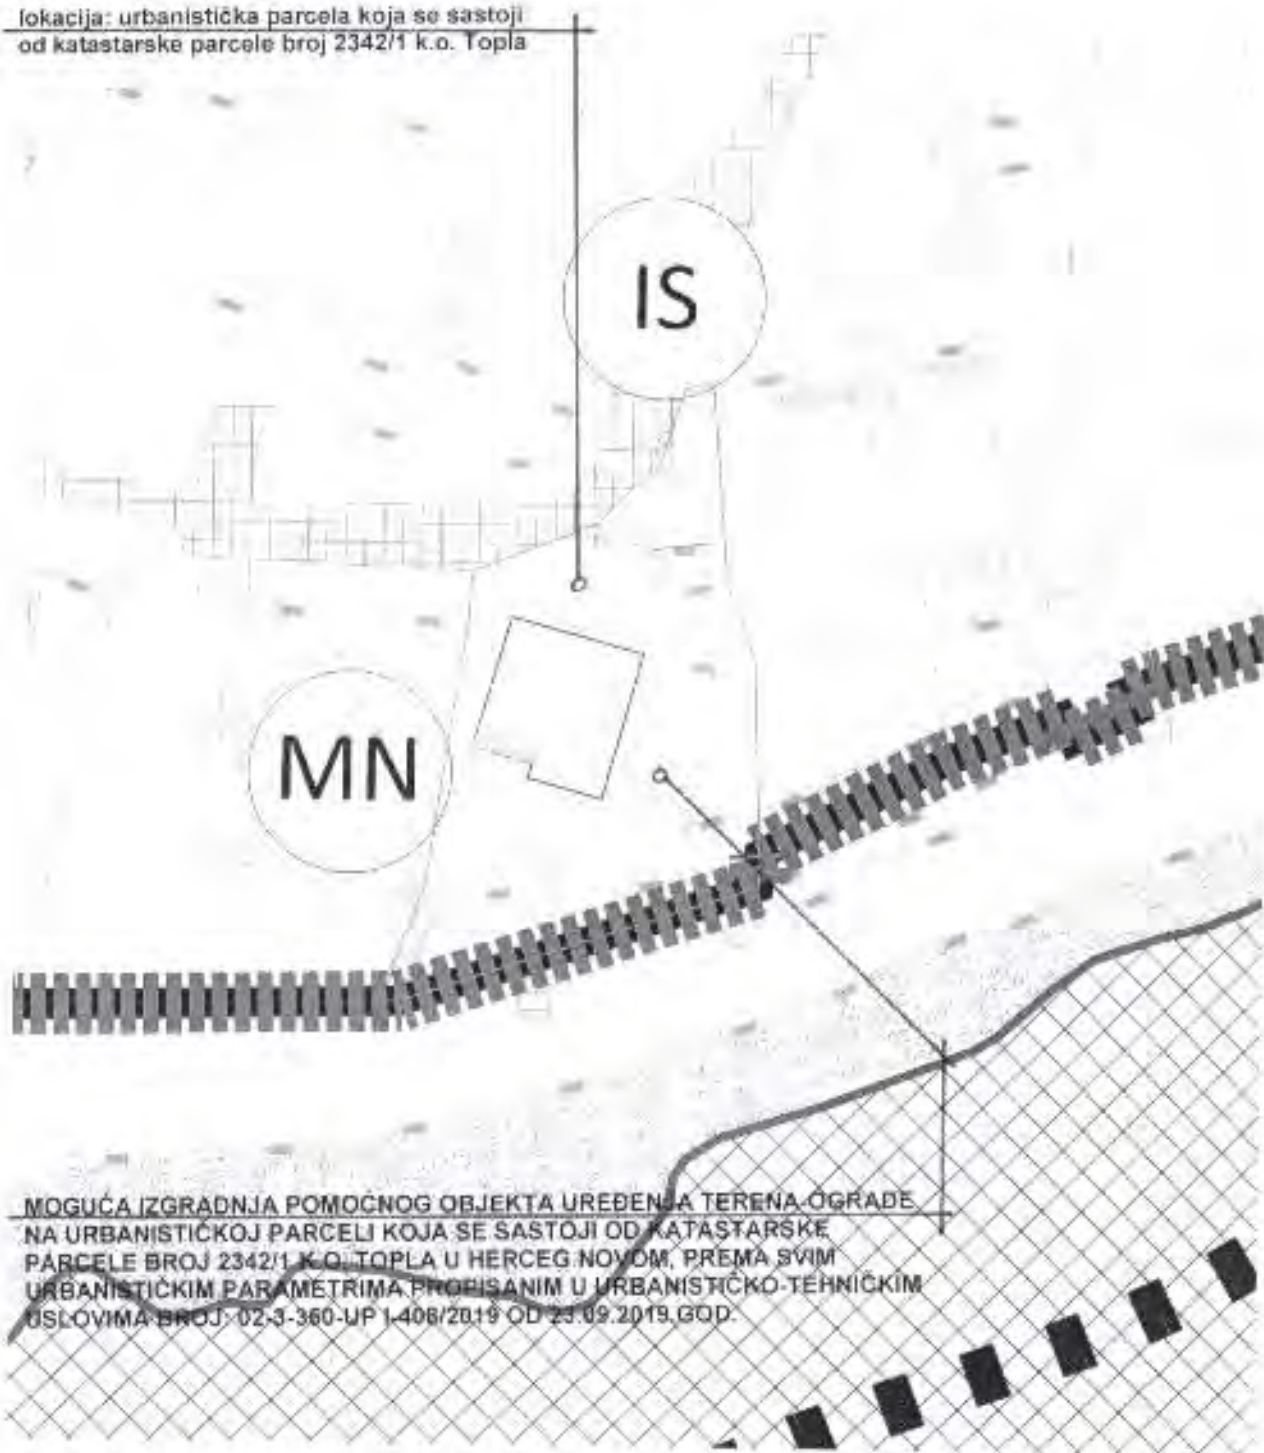 lokacija: urbanistička parcela koja se sastoji
od katastarske parcele broj 2342/1 k.o. Topla
IS
MN
MOGUĆA IZGRADNJA POMOĆNOG OBJEKTA UREĐENJA TERENA-OGRADE
NA URBANISTIČKOJ PARCELI KOJA SE SASTOJI OD KATASTARSKE
PARCELE BROJ 2342/1 K.O. TOPLA U HERCEG NOVOM, PREMA SVIM
URBANISTIČKIM PARAMETRIMA PROPISANIM U URBANISTIČKO-TEHNIČKIM
USLOVIMA BROJ: 02-3-360-UP I-406/2019 OD 23.09.2019.GOD.